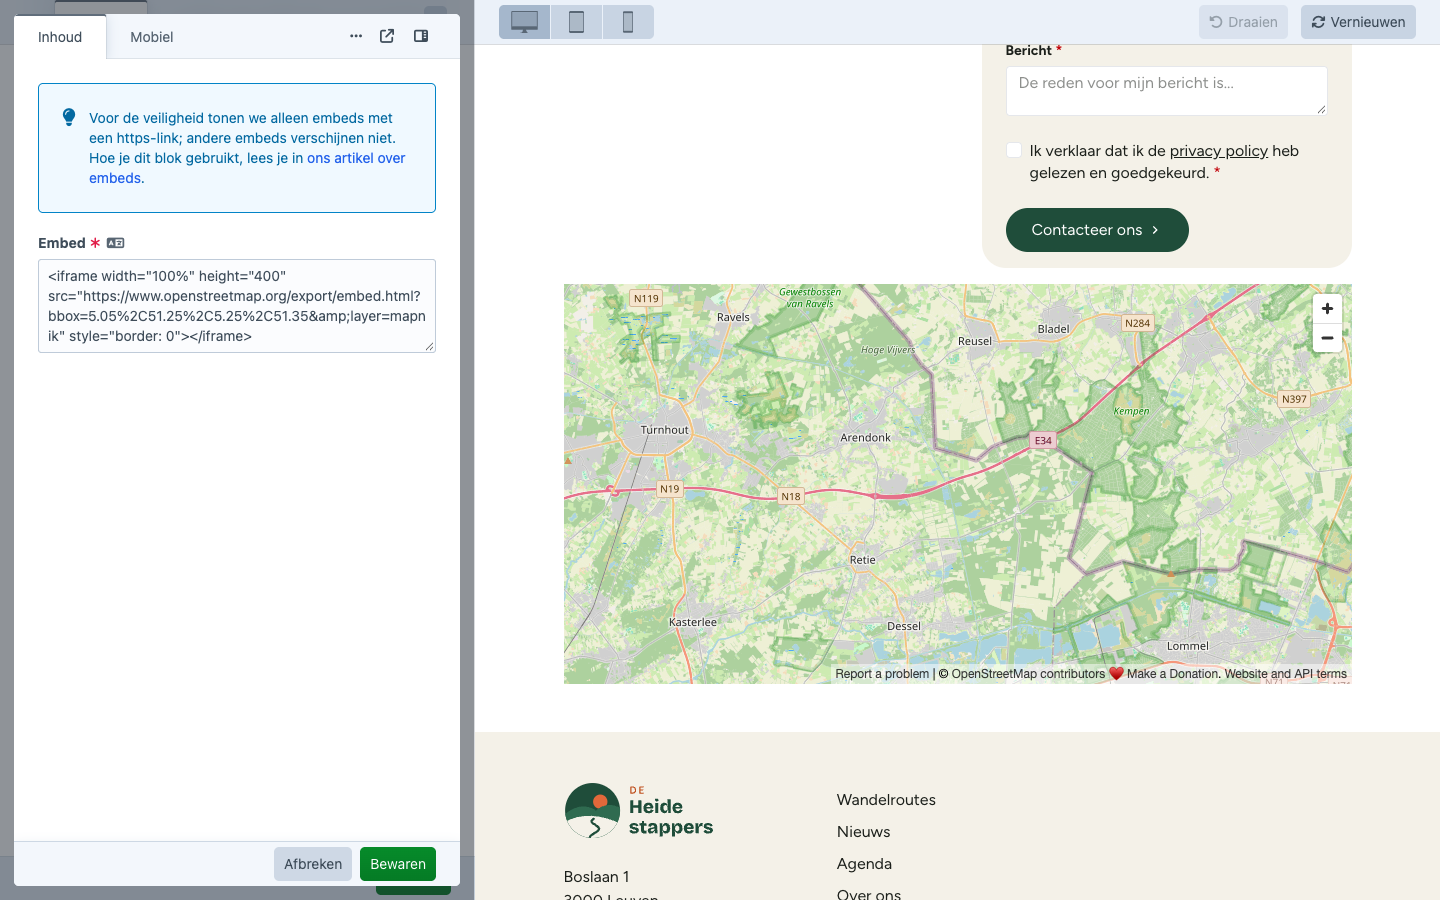 Inhoud
Mobiel
Voor de veiligheid tonen we alleen embeds met
een https-link; andere embeds verschijnen niet.
Hoe je dit blok gebruikt, lees je in ons artikel over
embeds.
Embed *
<iframe width="100%" height="400"
src="https://www.openstreetmap.org/export/embed.html?
bbox=5.05%2C51.25%2C5.25%2C51.35&amp;layer=mapn
ik" style="border: 0"></iframe>
Afbreken
Bewaren
Draaien
Vernieuwen
Bericht *
De reden voor mijn bericht is...
Ik verklaar dat ik de privacy policy heb
gelezen en goedgekeurd. *
Contacteer ons
Gewestbossen
van Ravels
N119
Ravels
Bladel
N284
Reusel
Hoge Vijvers
N397
Kempen
Turnhout
Arendonk
E34
N19
N18
Retie
Kasterlee
Dessel
Lommel
N71
Report a problem | © OpenStreetMap contributors ♥ Make a Donation. Website and API terms
+
−
DE
Heide
stappers
Boslaan 1
3000 Leuven
Wandelroutes
Nieuws
Agenda
Over ons